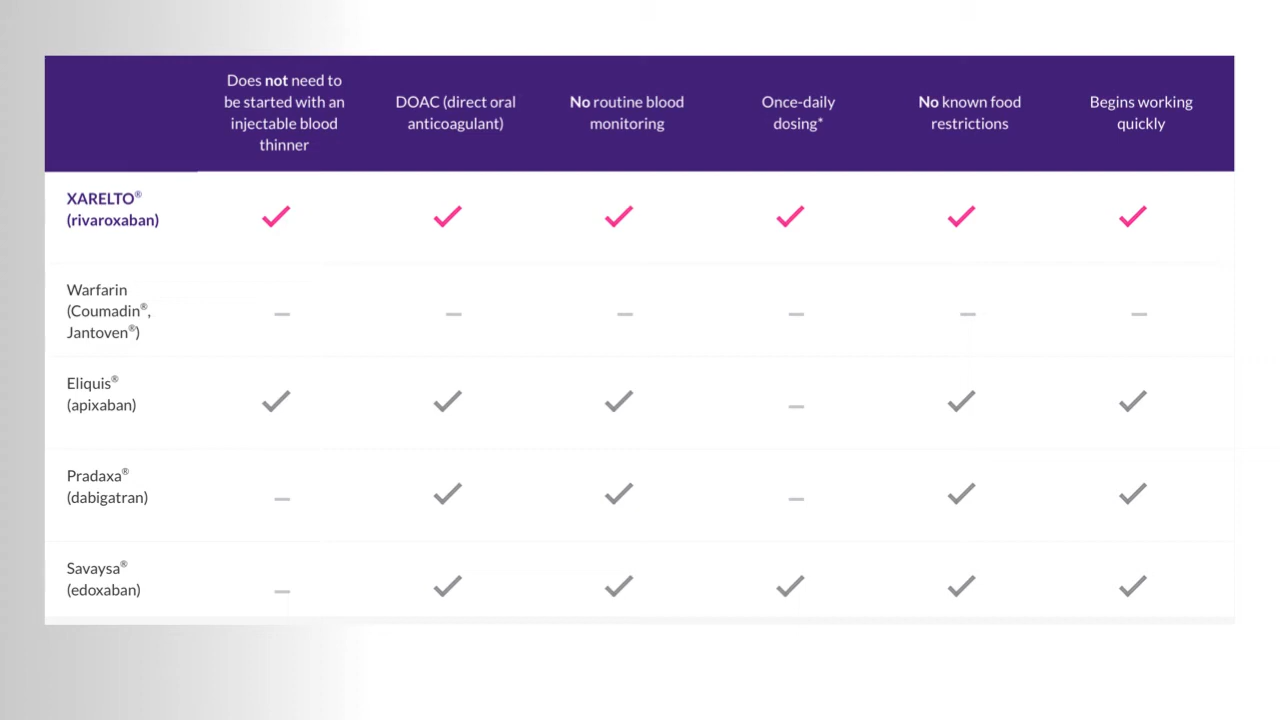 Does not need to
be started with an
injectable blood
thinner
DOAC (direct oral
anticoagulant)
No routine blood
monitoring
Once-daily
dosing*
No known food
restrictions
Begins working
quickly
XARELTO®
(rivaroxaban)
Warfarin
(Coumadin®,
Jantoven®)
Eliquis®
(apixaban)
Pradaxa®
(dabigatran)
Savaysa®
(edoxaban)